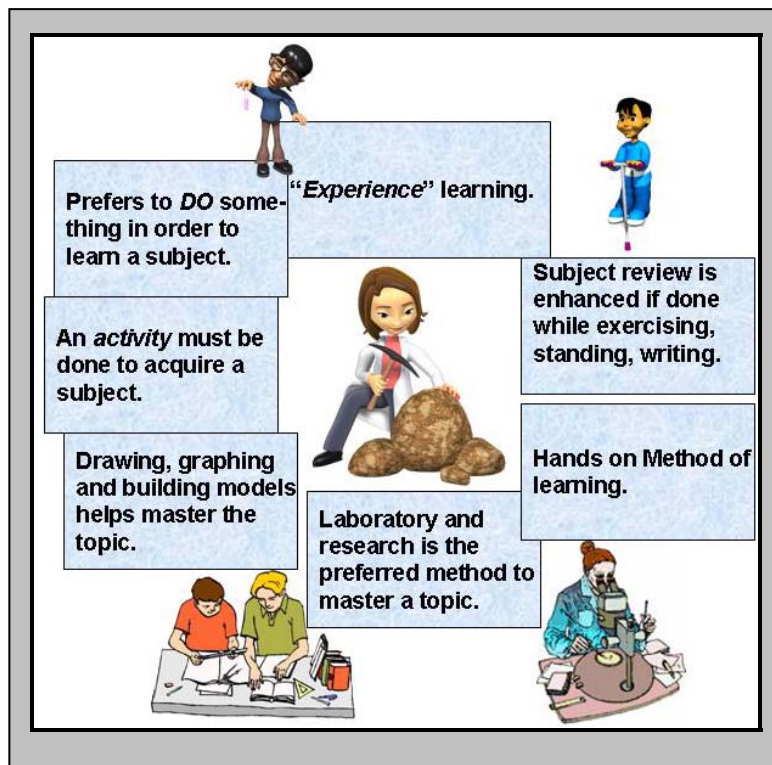 "Experience" learning.
Prefers to DO some-
thing in order to
learn a subject.
Subject review is
enhanced if done
while exercising,
standing, writing.
An activity must be
done to acquire a
subject.
Drawing, graphing
and building models
helps master the
topic.
Hands on Method of
learning.
Laboratory and
research is the
preferred method to
master a topic.